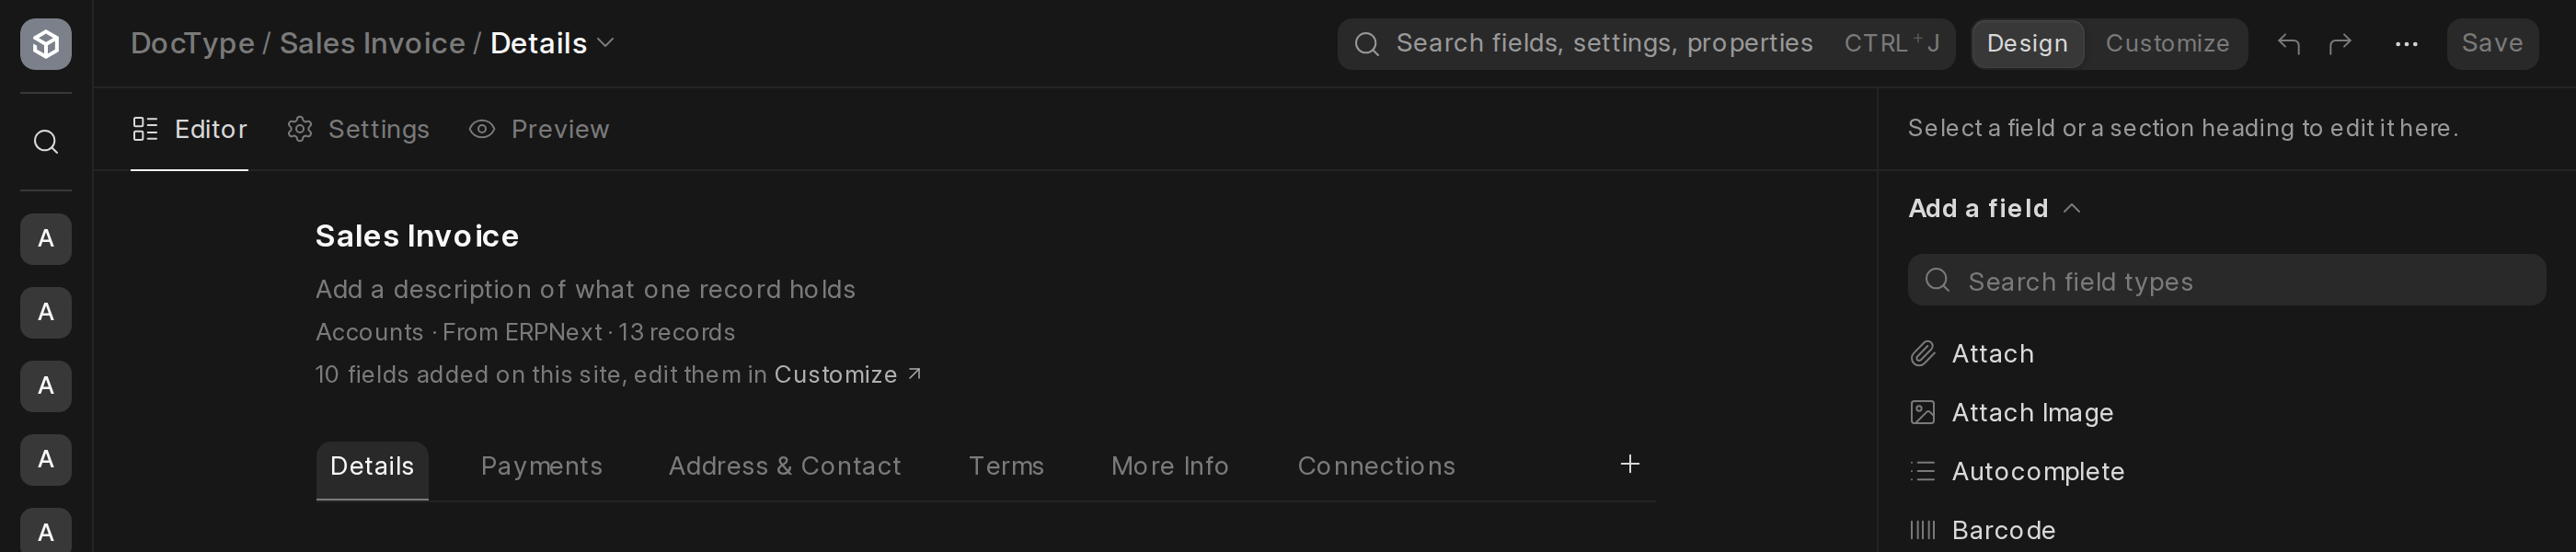 DocType / Sales Invoice / Details
Search fields, settings, properties CTRL + J
Design Customize
Save
Editor Settings Preview
Select a field or a section heading to edit it here.
Add a field
Search field types
Attach
Attach Image
Autocomplete
Barcode
Sales Invoice
Add a description of what one record holds
Accounts · From ERPNext · 13 records
10 fields added on this site, edit them in Customize ↗
Details Payments Address & Contact Terms More Info Connections +
A
A
A
A
A